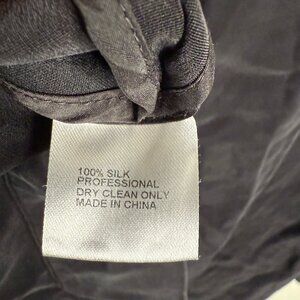 100% SILK
PROFESSIONAL
DRY CLEAN ONLY
MADE IN CHINA